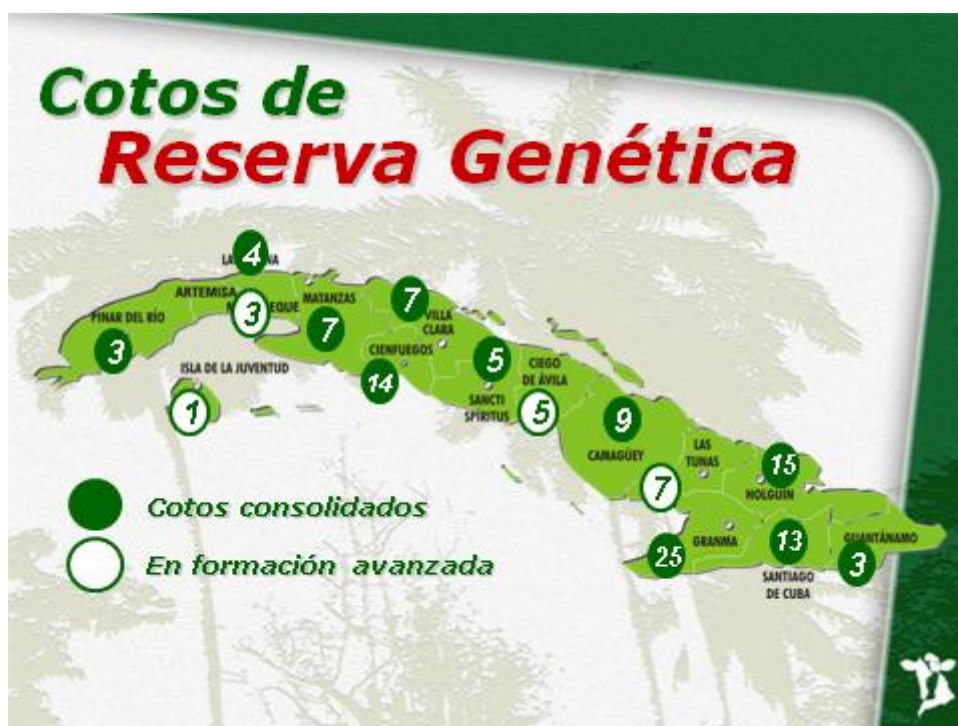 Cotos de
Reserva Genética
4
ARTEMISA
3
MATANZAS
7
7
VILLA
CLARA
PINAR DEL RÍO
3
ISLA DE LA JUVENTUD
1
CIENFUEGOS
14
5
SANCTI
SPÍRITUS
CIEGO
DE ÁVILA
5
9
CAMAGÜEY
7
LAS
TUNAS
15
HOLGUÍN
25
GRANMA
13
SANTIAGO
DE CUBA
GUANTÁNAMO
3
Cotos consolidados
En formación avanzada